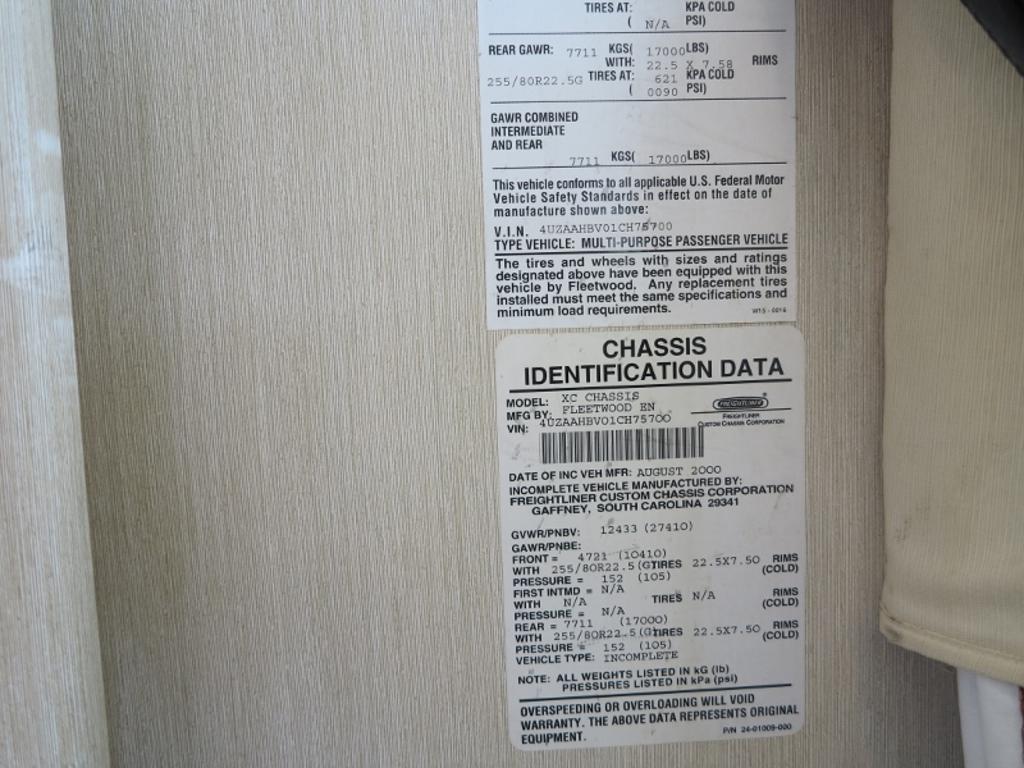 TIRES AT: KPA COLD
( N/A PSI)
REAR GAWR: 7711 KGS( 17000LBS)
WITH: 22.5 X 7.58 RIMS
255/80R22.5G TIRES AT: 621 KPA COLD
( 0090 PSI)
GAWR COMBINED
INTERMEDIATE
AND REAR
7711 KGS( 17000LBS)
This vehicle conforms to all applicable U.S. Federal Motor
Vehicle Safety Standards in effect on the date of
manufacture shown above:
V.I.N. 4UZAAHBV01CH75700
TYPE VEHICLE: MULTI-PURPOSE PASSENGER VEHICLE
The tires and wheels with sizes and ratings
designated above have been equipped with this
vehicle by Fleetwood. Any replacement tires
installed must meet the same specifications and
minimum load requirements.
CHASSIS
IDENTIFICATION DATA
MODEL: XC CHASSIS
MFG BY: FLEETWOOD EN
VIN: 4UZAAHBV01CH75700
FREIGHTLINER
FREIGHTLINER
CUSTOM CHASSIS CORPORATION
DATE OF INC VEH MFR: AUGUST 2000
INCOMPLETE VEHICLE MANUFACTURED BY:
FREIGHTLINER CUSTOM CHASSIS CORPORATION
GAFFNEY, SOUTH CAROLINA 29341
GVWR/PNBV: 12433 (27410)
GAWR/PNBE:
FRONT = 4721 (10410)
WITH 255/80R22.5(G TIRES 22.5X7.50 RIMS
PRESSURE = 152 (105) (COLD)
FIRST INTMD = N/A
WITH N/A TIRES N/A RIMS
PRESSURE = N/A (COLD)
REAR = 7711 (17000)
WITH 255/80R22.5(G) TIRES 22.5X7.50 RIMS
PRESSURE = 152 (105) (COLD)
VEHICLE TYPE: INCOMPLETE
NOTE: ALL WEIGHTS LISTED IN kG (lb)
PRESSURES LISTED IN kPa (psi)
OVERSPEEDING OR OVERLOADING WILL VOID
WARRANTY. THE ABOVE DATA REPRESENTS ORIGINAL
EQUIPMENT. P/N 24-01009-000